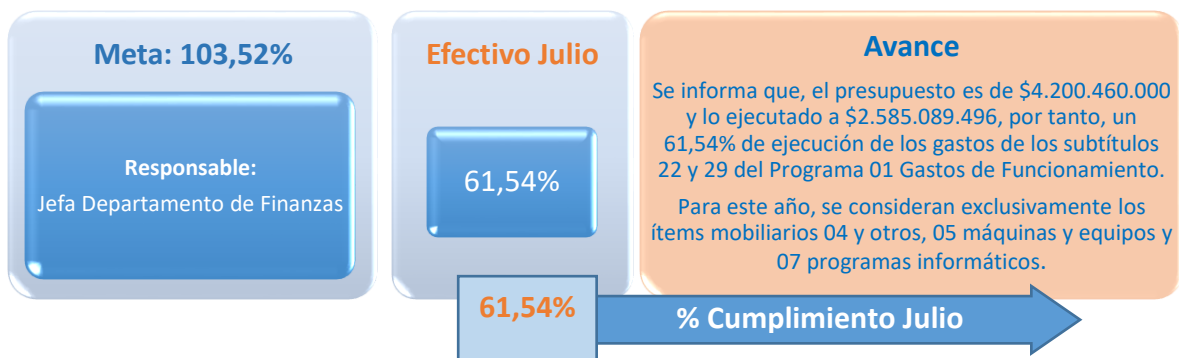 Meta: 103,52%
Responsable:
Jefa Departamento de Finanzas
Efectivo Julio
61,54%
Avance
Se informa que, el presupuesto es de $4.200.460.000
y lo ejecutado a $2.585.089.496, por tanto, un
61,54% de ejecución de los gastos de los subtítulos
22 y 29 del Programa 01 Gastos de Funcionamiento.
Para este año, se consideran exclusivamente los
ítems mobiliarios 04 y otros, 05 máquinas y equipos y
07 programas informáticos.
61,54%
% Cumplimiento Julio